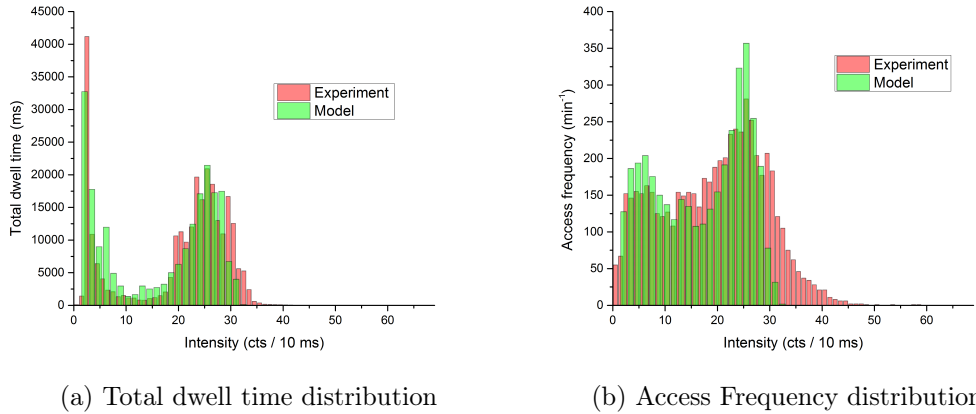 45000
40000
35000
30000
25000
20000
15000
10000
5000
0
Total dwell time (ms)
Experiment
Model
0 10 20 30 40 50 60
Intensity (cts / 10 ms)
(a) Total dwell time distribution
400
350
300
250
200
150
100
50
0
Access frequency (min⁻¹)
Experiment
Model
0 10 20 30 40 50 60
Intensity (cts / 10 ms)
(b) Access Frequency distribution